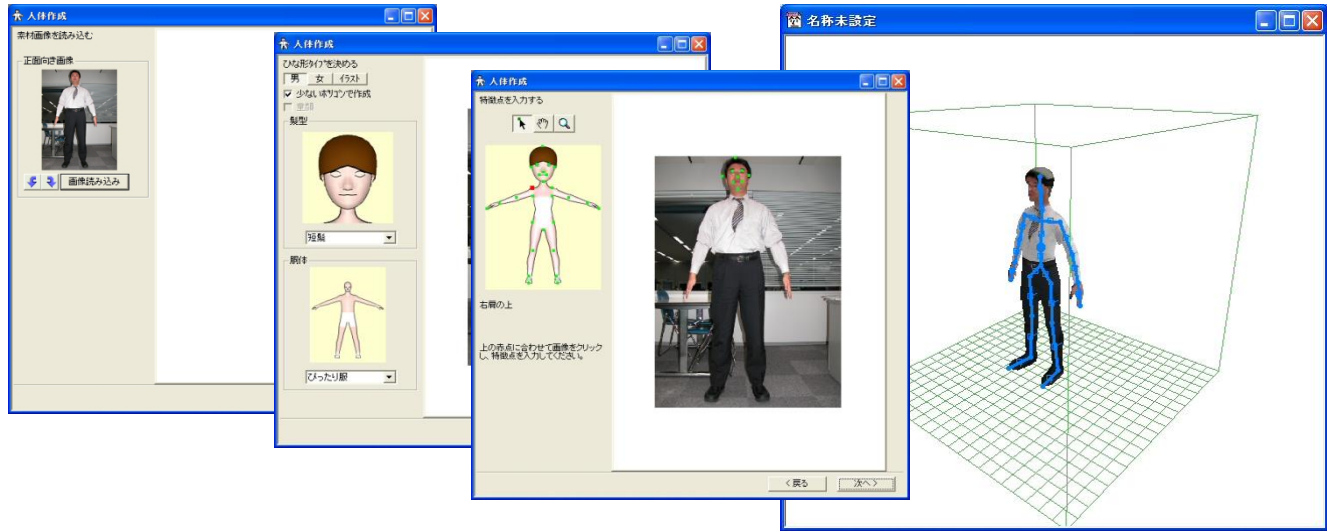 人体作成
素材画像を読み込む
正面向き画像
画像読み込み
人体作成
ひな形タイプを決める
男 女 イラスト
少ないポリゴンで作成
髪型
短髪
胴体
ぴったり服
人体作成
特徴点を入力する
右肩の上
上の赤点に合わせて画像をクリック
し、特徴点を入力してください。
<戻る 次へ>
名称未設定